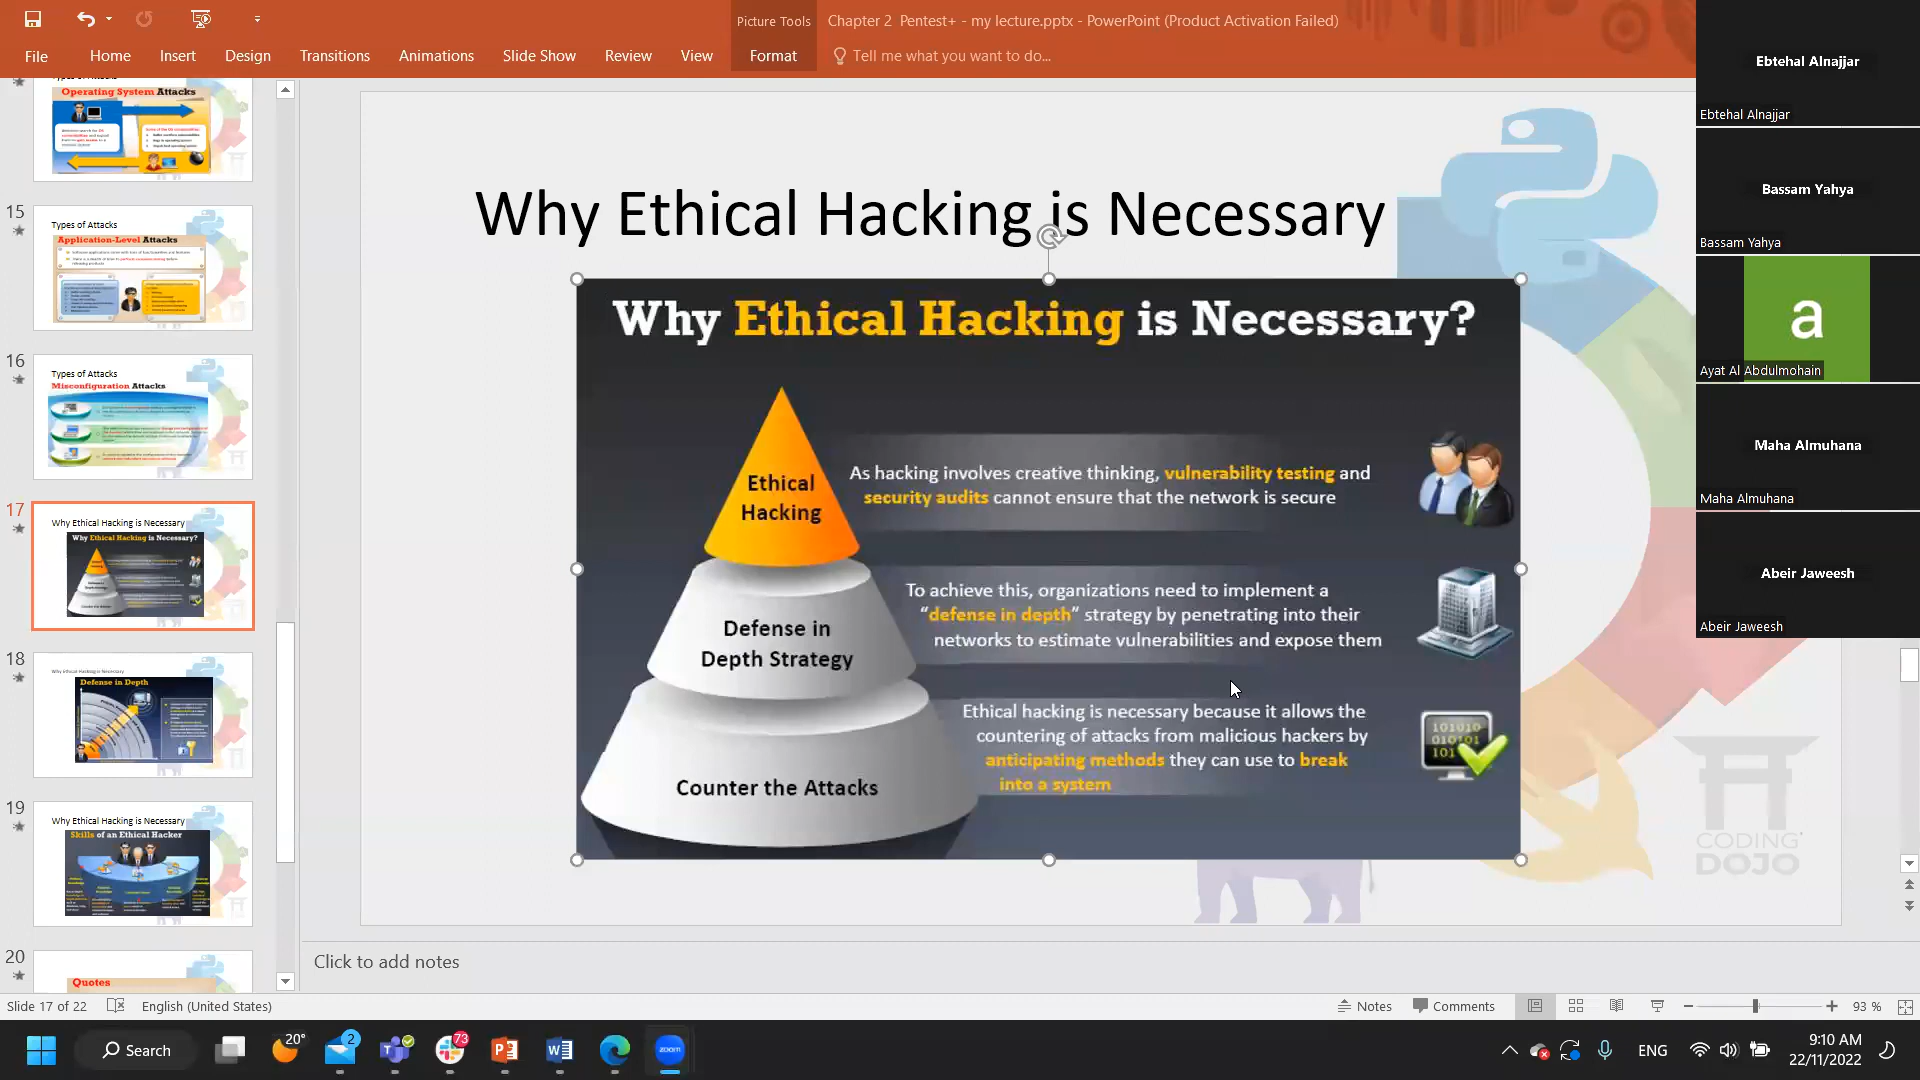 Picture Tools
Chapter 2 Pentest+ - my lecture.pptx - PowerPoint (Product Activation Failed)
File
Home
Insert
Design
Transitions
Animations
Slide Show
Review
View
Format
Tell me what you want to do...
Operating System Attacks
15
Types of Attacks
Application-Level Attacks
16
Types of Attacks
Misconfiguration Attacks
17
Why Ethical Hacking is Necessary
Why Ethical Hacking is Necessary?
18
Why Ethical Hacking is Necessary
Defense in Depth
19
Why Ethical Hacking is Necessary
Skills of an Ethical Hacker
20
Quotes
Why Ethical Hacking is Necessary
Why Ethical Hacking is Necessary?
Ethical
Hacking
As hacking involves creative thinking, vulnerability testing and
security audits cannot ensure that the network is secure
Defense in
Depth Strategy
To achieve this, organizations need to implement a
“defense in depth” strategy by penetrating into their
networks to estimate vulnerabilities and expose them
Counter the Attacks
Ethical hacking is necessary because it allows the
countering of attacks from malicious hackers by
anticipating methods they can use to break
into a system
CODING
DOJO
Ebtehal Alnajjar
Ebtehal Alnajjar
Bassam Yahya
Bassam Yahya
a
Ayat Al Abdulmohain
Maha Almuhana
Maha Almuhana
Abeir Jaweesh
Abeir Jaweesh
Click to add notes
Slide 17 of 22
English (United States)
Notes
Comments
93 %
Search
20°
2
73
zoom
ENG
9:10 AM
22/11/2022